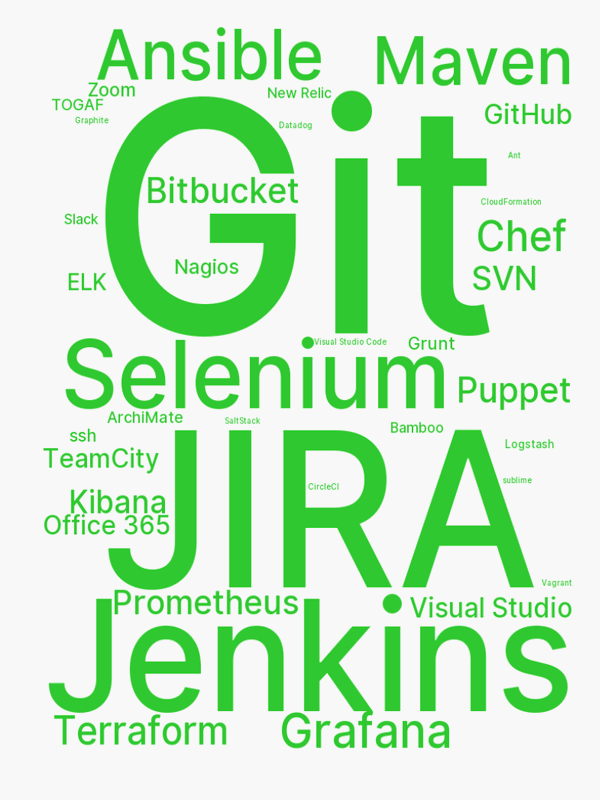 Ansible
Maven
Zoom
New Relic
TOGAF
GitHub
Graphite
Datadog
Git
Ant
Bitbucket
CloudFormation
Slack
Chef
Nagios
SVN
ELK
Visual Studio Code
Grunt
Selenium
Puppet
ArchiMate
SaltStack
Bamboo
ssh
Logstash
TeamCity
JIRA
sublime
CircleCI
Kibana
Office 365
Vagrant
Prometheus
Visual Studio
Jenkins
Terraform
Grafana